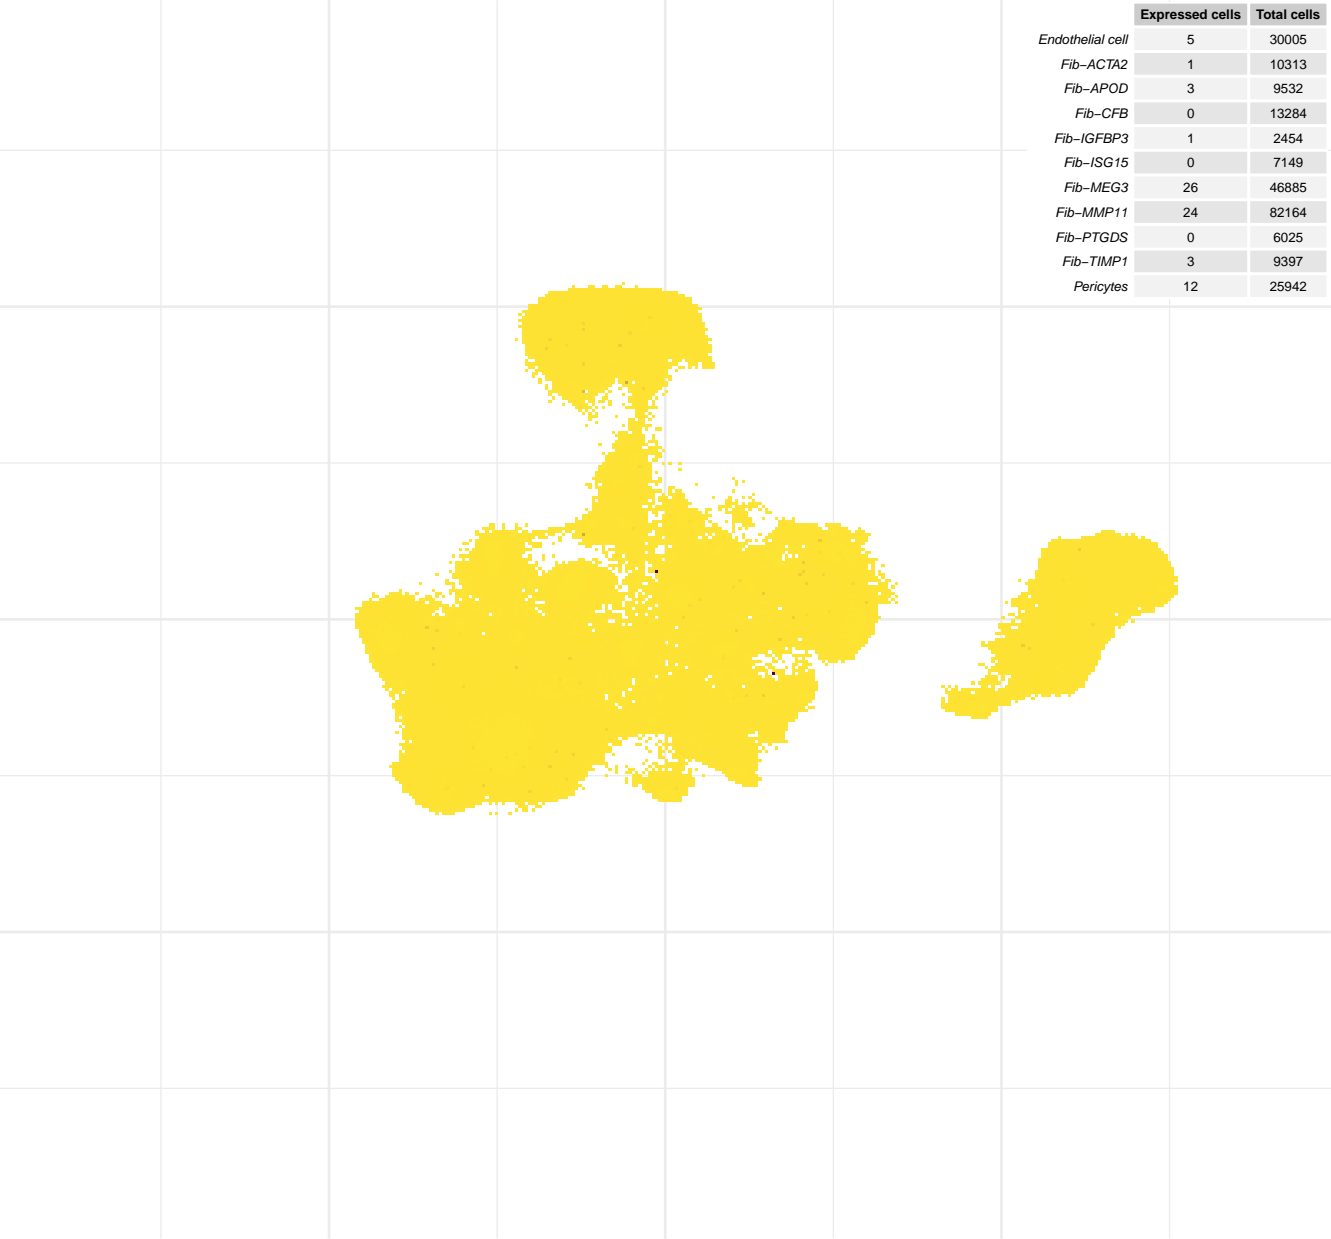 Expressed cells Total cells
Endothelial cell 5 30005
Fib−ACTA2 1 10313
Fib−APOD 3 9532
Fib−CFB 0 13284
Fib−IGFBP3 1 2454
Fib−ISG15 0 7149
Fib−MEG3 26 46885
Fib−MMP11 24 82164
Fib−PTGDS 0 6025
Fib−TIMP1 3 9397
Pericytes 12 25942